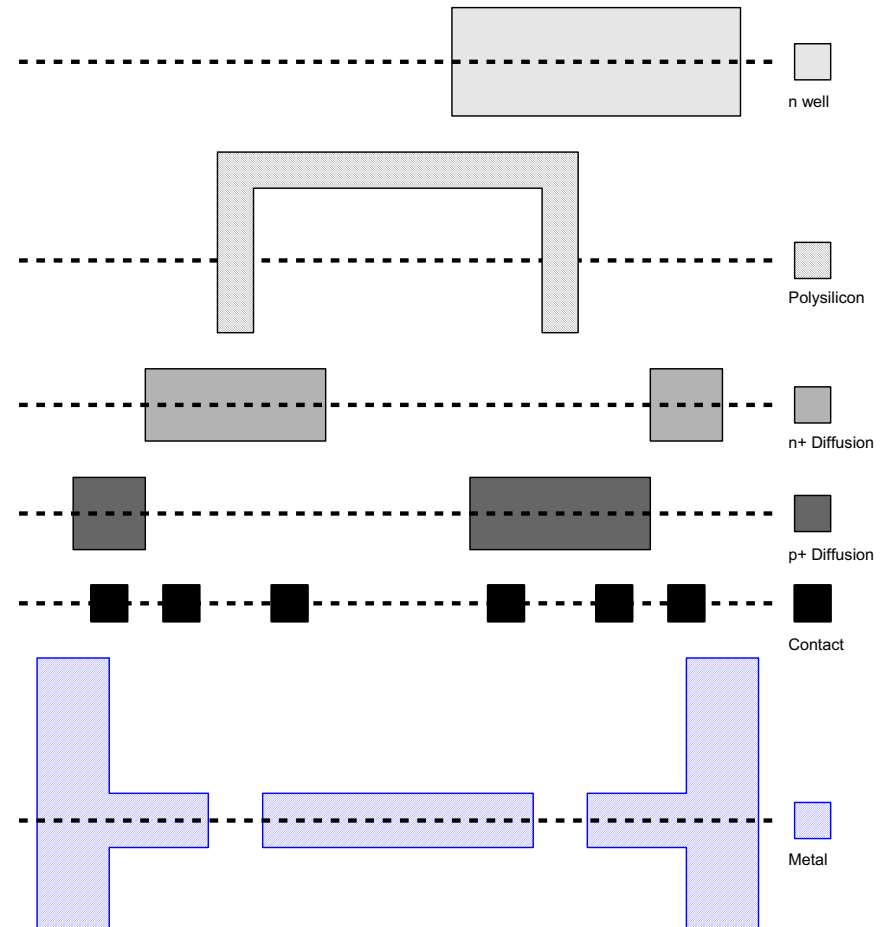 n well
Polysilicon
n+ Diffusion
p+ Diffusion
Contact
Metal